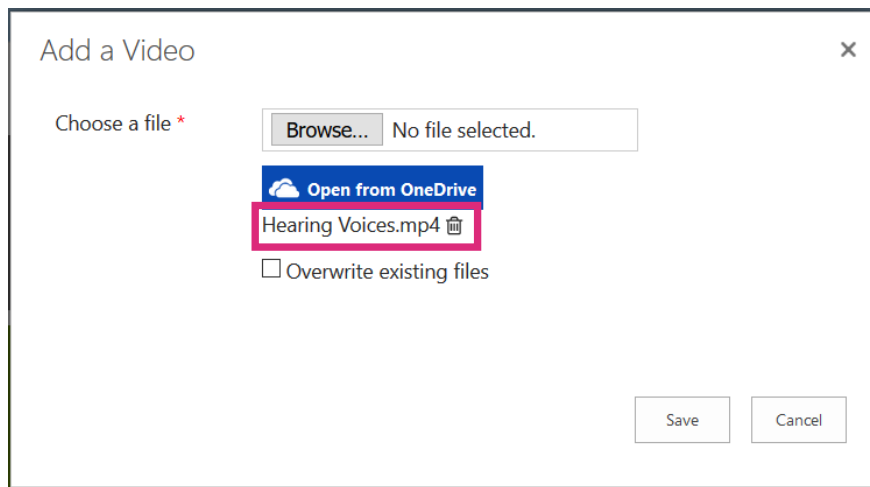 Add a Video
Choose a file *
Browse... No file selected.
Open from OneDrive
Hearing Voices.mp4
Overwrite existing files
Save
Cancel